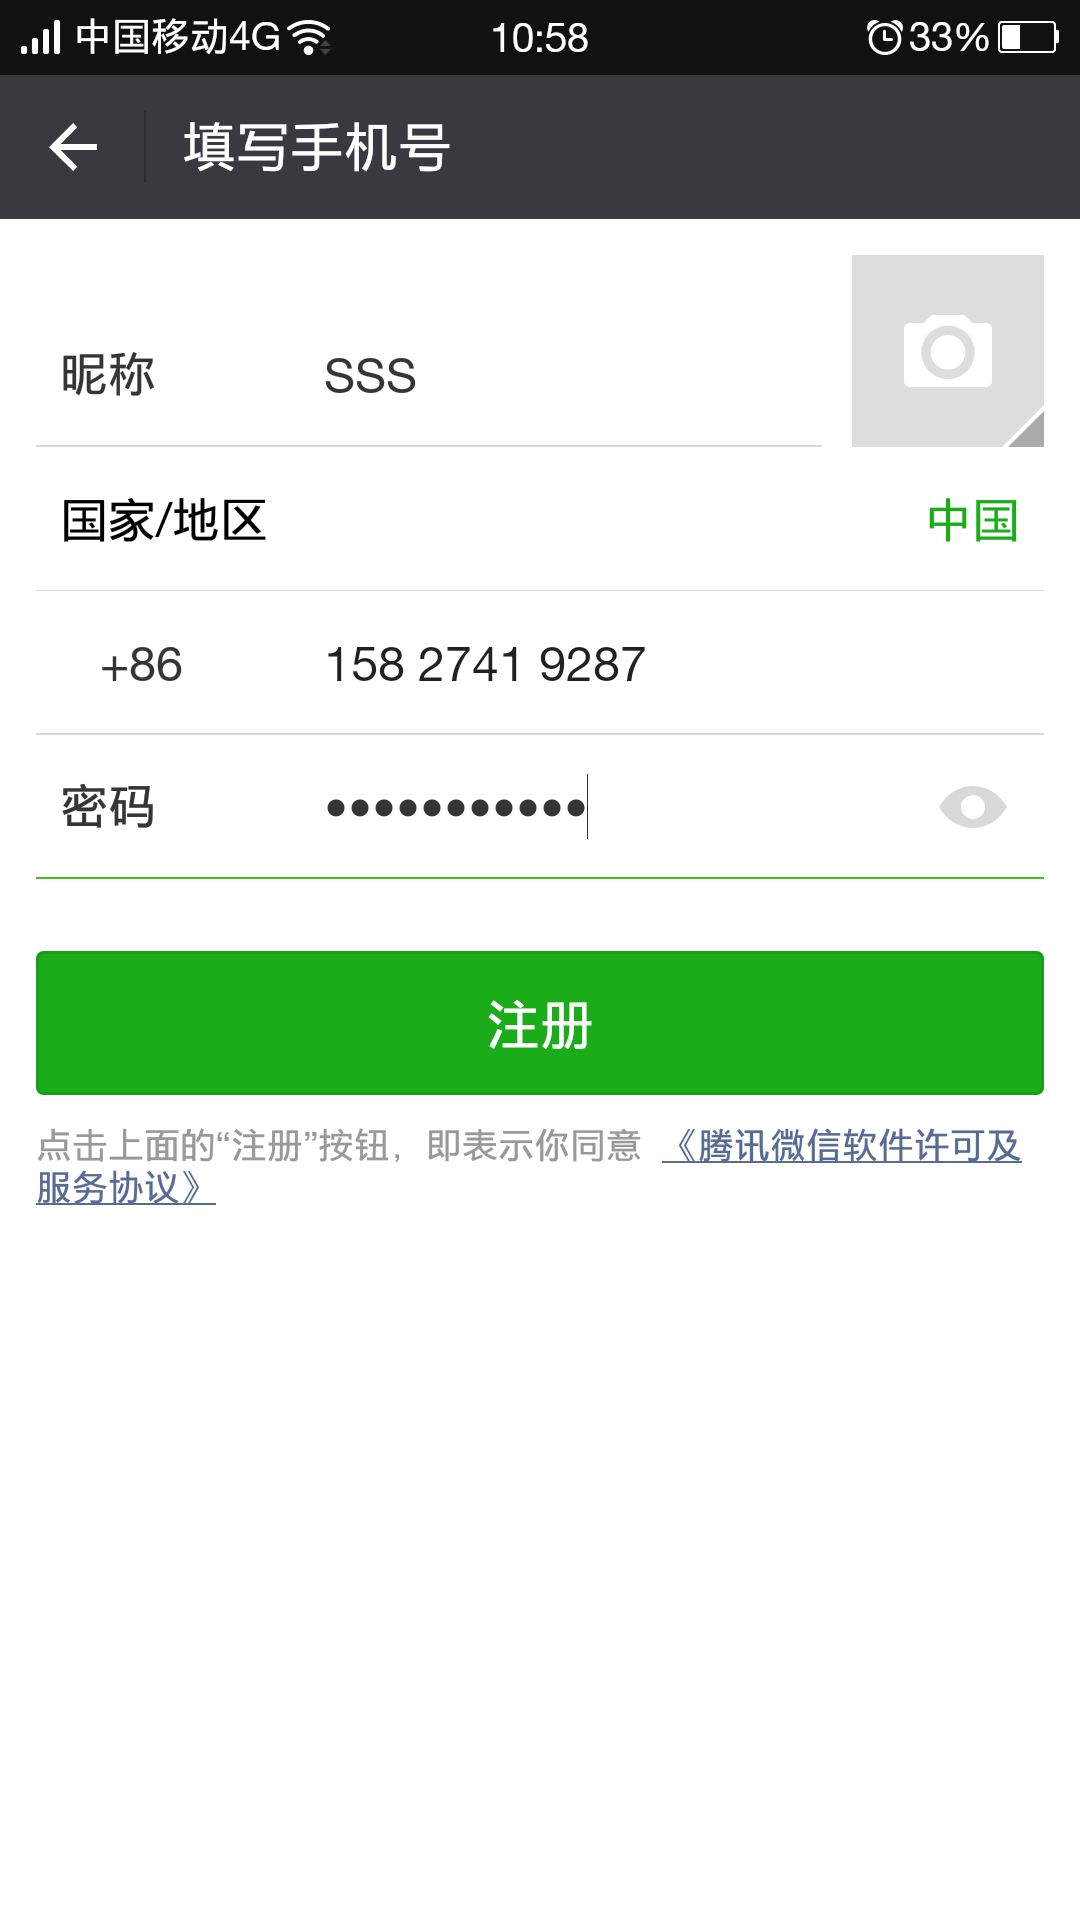 中国移动4G 10:58 33%
填写手机号
昵称 SSS
国家/地区 中国
+86 158 2741 9287
密码 •••••••••••
注册
点击上面的“注册”按钮，即表示你同意 《腾讯微信软件许可及
服务协议》